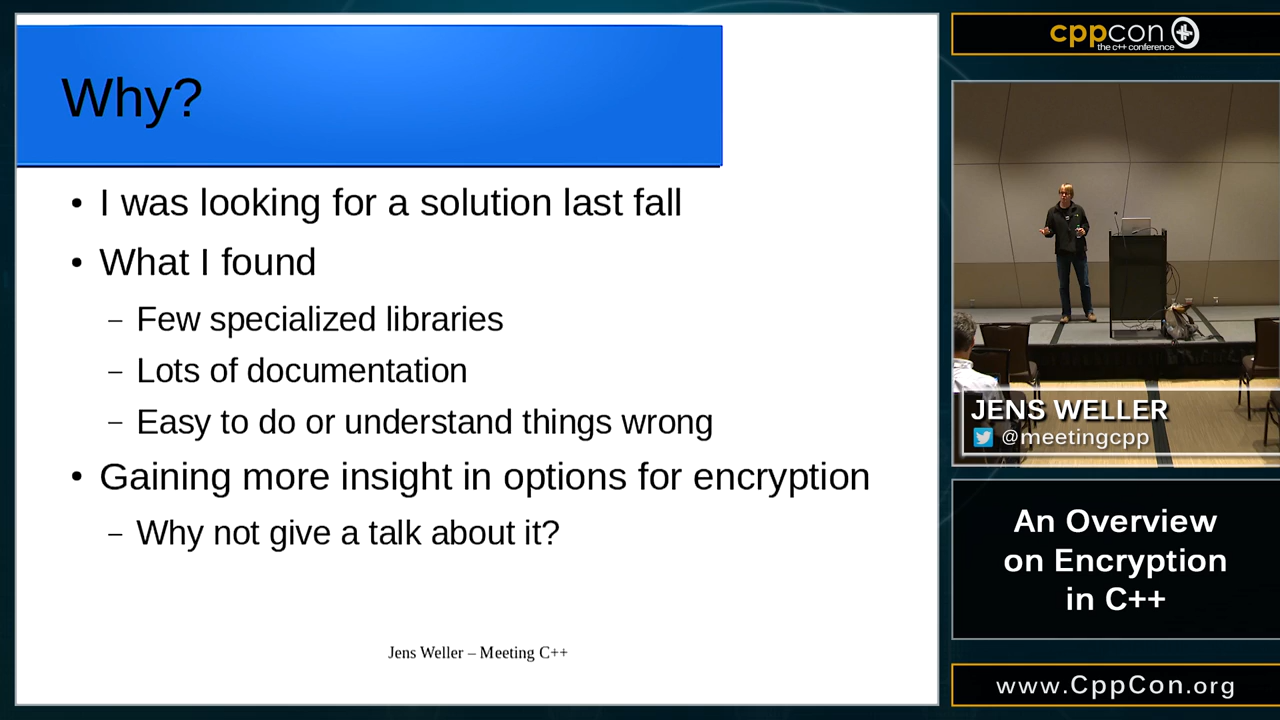 Why?
• I was looking for a solution last fall
• What I found
– Few specialized libraries
– Lots of documentation
– Easy to do or understand things wrong
• Gaining more insight in options for encryption
– Why not give a talk about it?
Jens Weller – Meeting C++
cppcon
the c++ conference
JENS WELLER
@meetingcpp
An Overview
on Encryption
in C++
www.CppCon.org